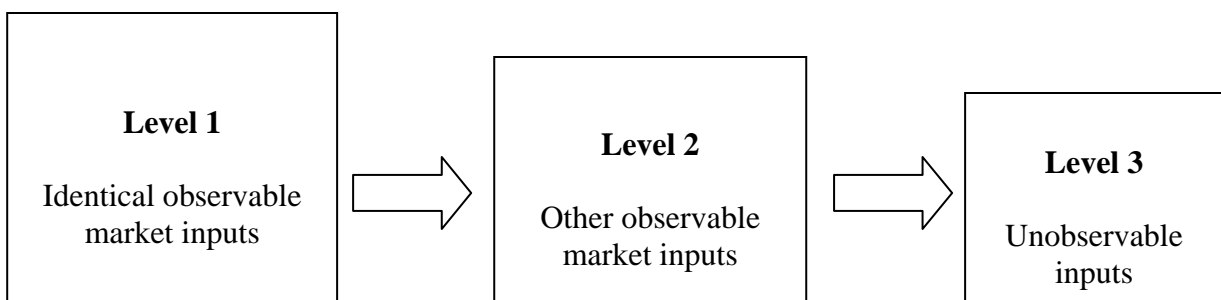 Level 1
Identical observable
market inputs
Level 2
Other observable
market inputs
Level 3
Unobservable
inputs